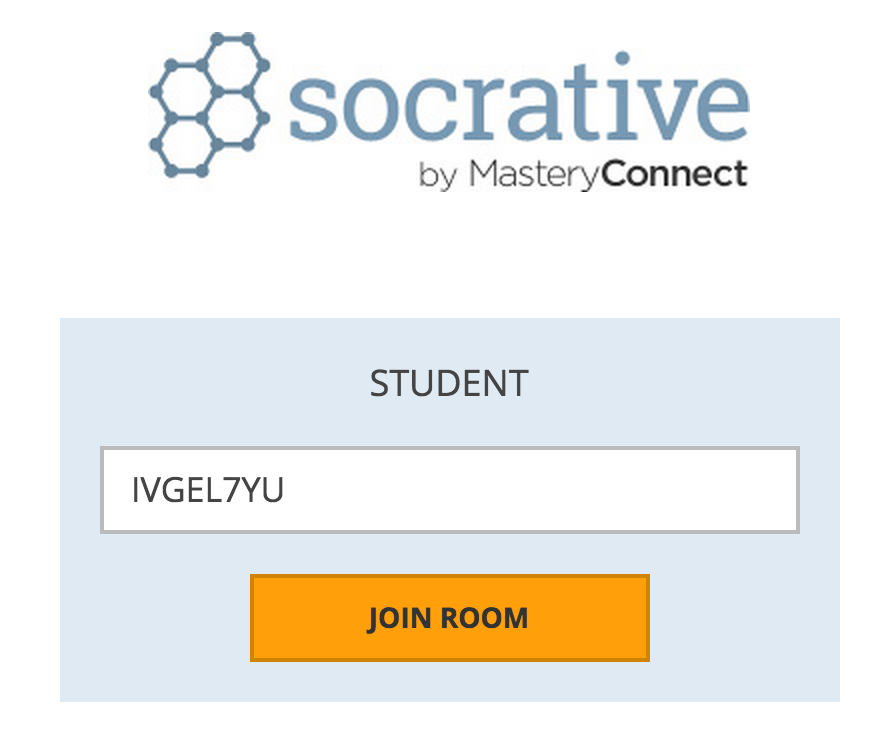 socrative
by MasteryConnect
STUDENT
IVGEL7YU
JOIN ROOM